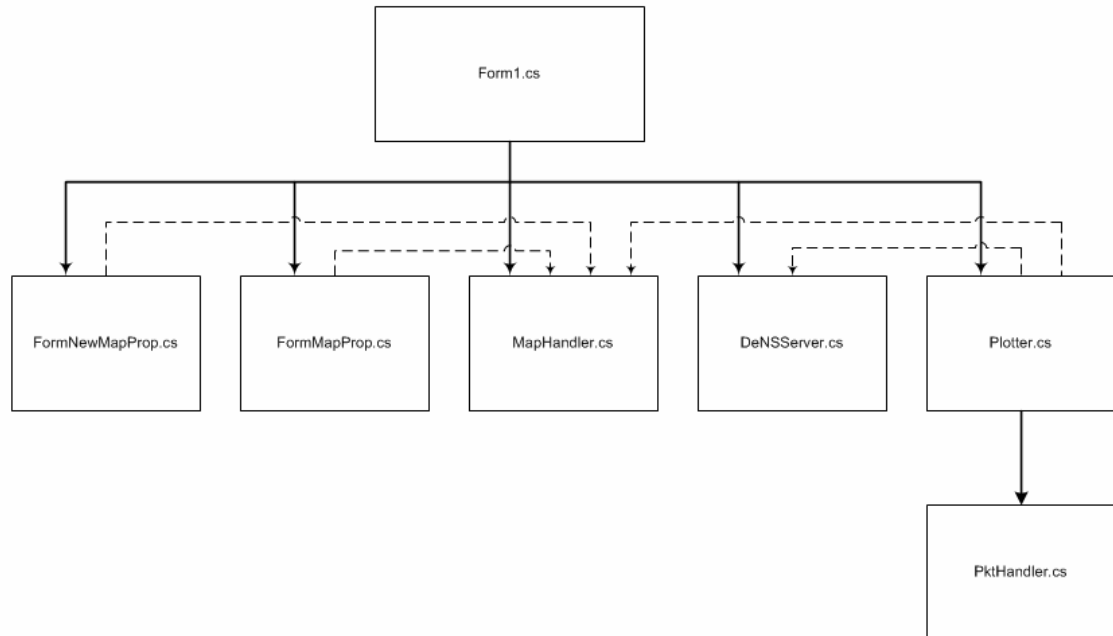 Form1.cs
FormNewMapProp.cs
FormMapProp.cs
MapHandler.cs
DeNSServer.cs
Plotter.cs
PktHandler.cs